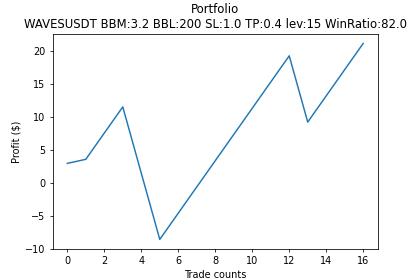 Portfolio
WAVESUSDT BBM:3.2 BBL:200 SL:1.0 TP:0.4 lev:15 WinRatio:82.0
20
15
10
5
0
−5
−10
Profit ($)
0 2 4 6 8 10 12 14 16
Trade counts